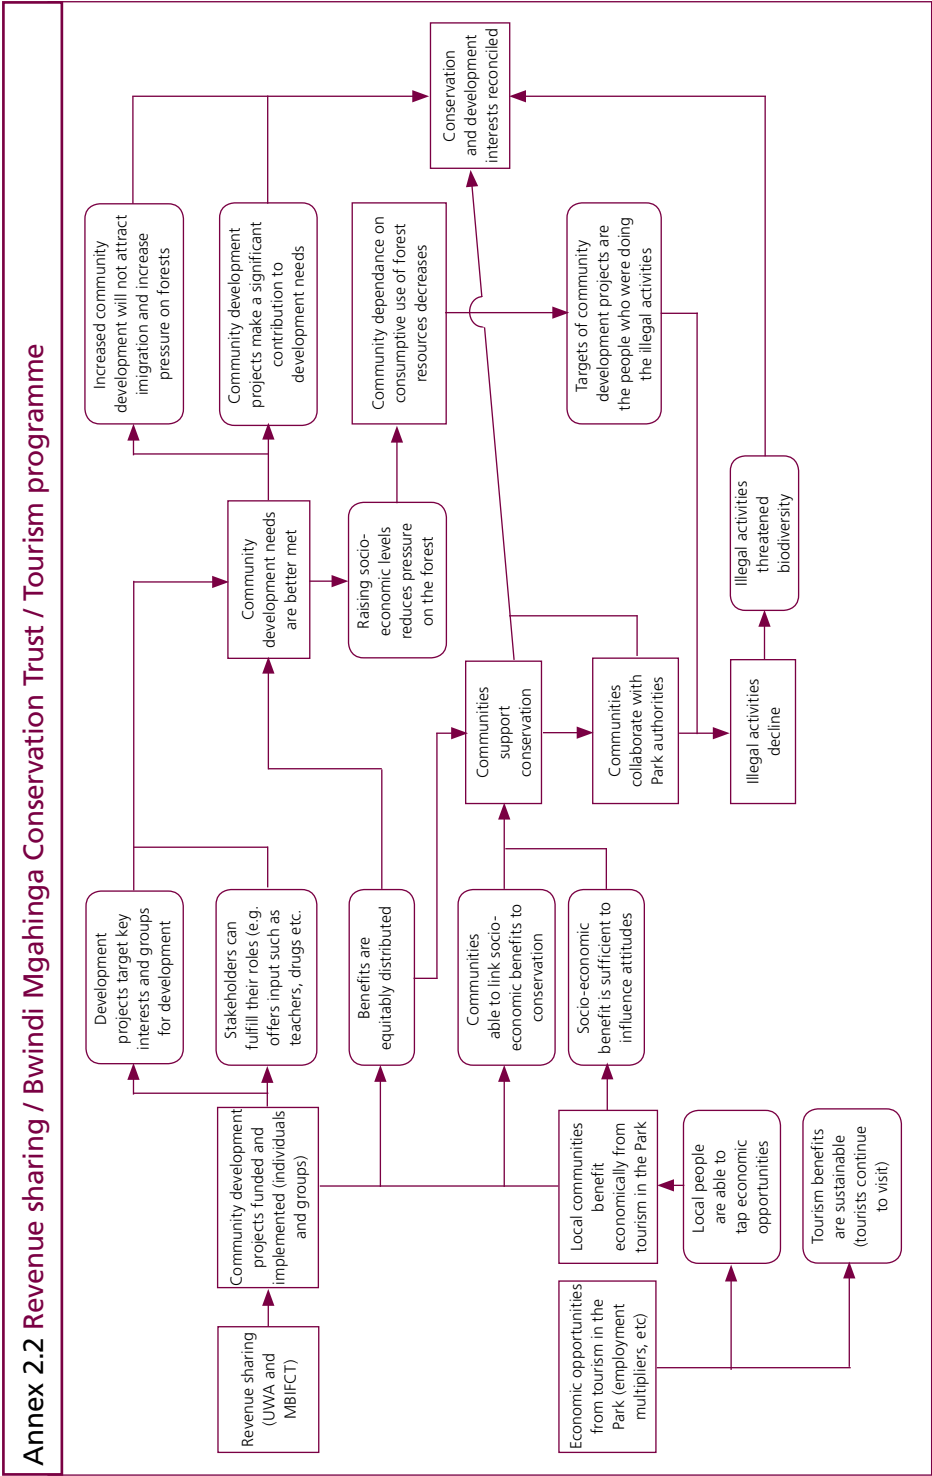 Annex 2.2 Revenue sharing / Bwindi Mgahinga Conservation Trust / Tourism programme
Revenue sharing
(UWA and
MBIFCT)
Economic opportunities
from tourism in the
Park (employment
multipliers, etc)
Community development
projects funded and
implemented (individuals
and groups)
Local communities
benefit
economically from
tourism in the Park
Local people
are able to
tap economic
opportunities
Tourism benefits
are sustainable
(tourists continue
to visit)
Development
projects target key
interests and groups
for development
Stakeholders can
fulfill their roles (e.g.
offers input such as
teachers, drugs etc.
Benefits are
equitably distributed
Communities
able to link socio-
economic benefits to
conservation
Socio-economic
benefit is sufficient to
influence attitudes
Community
development needs
are better met
Raising socio-
economic levels
reduces pressure
on the forest
Communities
support
conservation
Communities
collaborate with
Park authorities
Illegal activities
decline
Increased community
development will not attract
imigration and increase
pressure on forests
Community development
projects make a significant
contribution to
development needs
Community dependance on
consumptive use of forest
resources decreases
Targets of community
development projects are
the people who were doing
the illegal activities
Illegal activities
threatened
biodiversity
Conservation
and development
interests reconciled